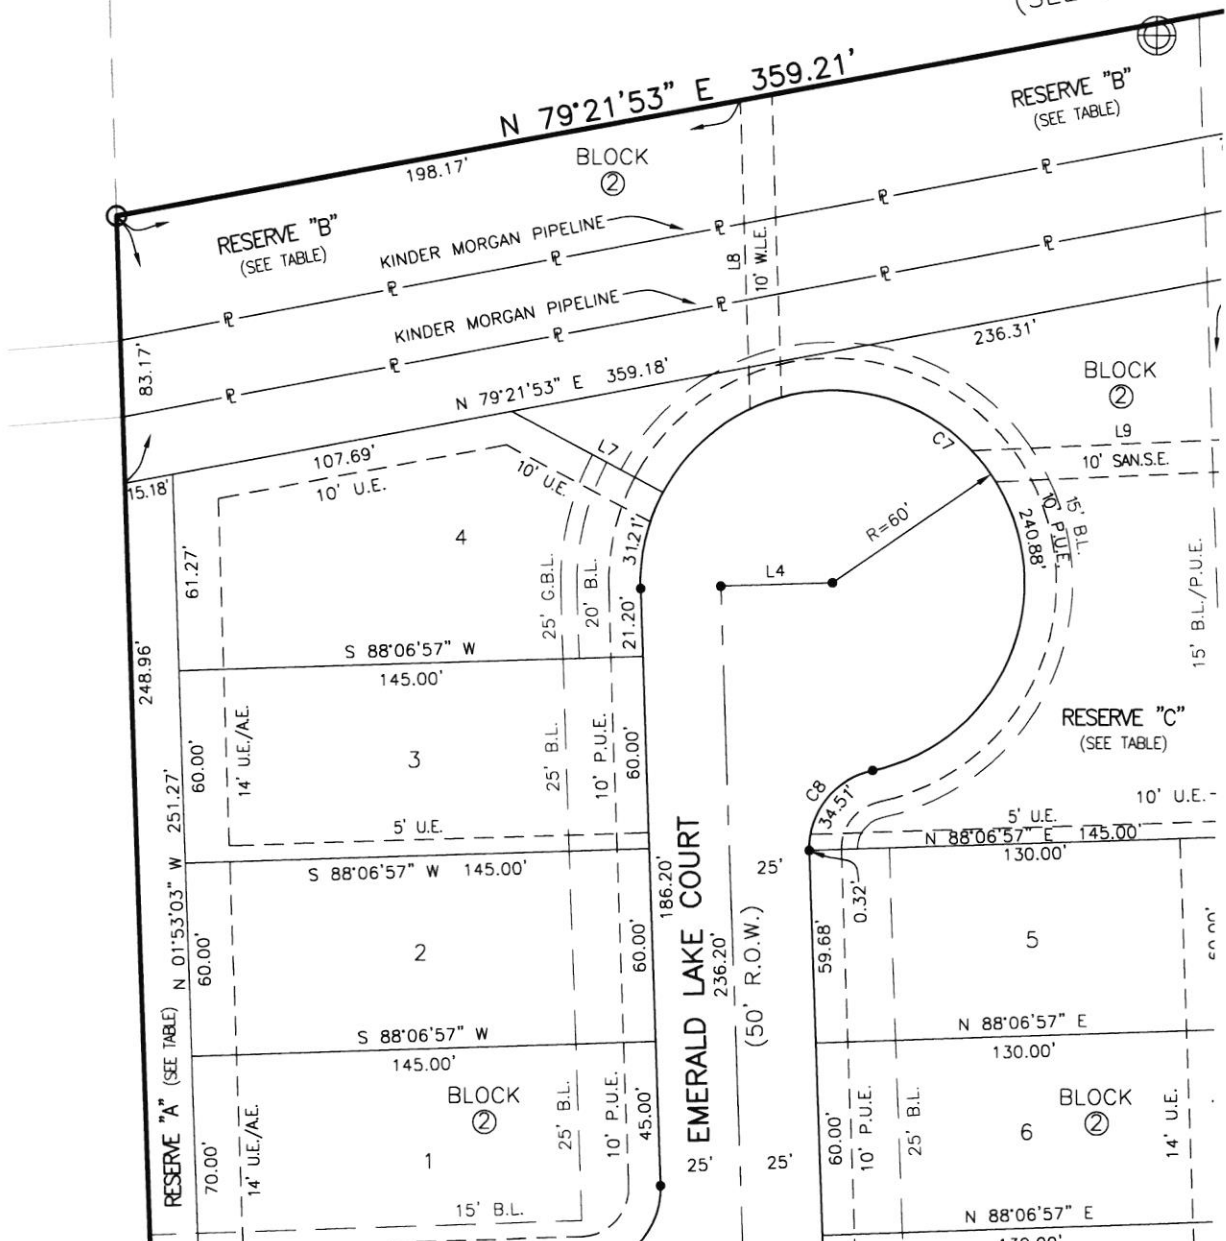 N 79°21'53" E 359.21'
198.17'
BLOCK
2
RESERVE "B"
(SEE TABLE)
RESERVE "B"
(SEE TABLE)
KINDER MORGAN PIPELINE
KINDER MORGAN PIPELINE
L8
10' W.L.E.
83.17'
N 79°21'53" E 359.18'
236.31'
BLOCK
2
107.69'
15.18'
10' U.E.
L7
10' U.E.
C7
L9
10' SAN.S.E.
R=60'
L4
240.88'
10' P.U.E.
15' B.L.
15' B.L./P.U.E.
4
61.27'
25' G.B.L.
20' B.L.
31.21'
21.20'
S 88°06'57" W
145.00'
248.96'
251.27'
N 01°53'03" W
RESERVE "A" (SEE TABLE)
14' U.E./A.E.
60.00'
3
25' B.L.
10' P.U.E.
60.00'
5' U.E.
RESERVE "C"
(SEE TABLE)
C8
34.51'
10' U.E.
5' U.E.
N 88°06'57" E 145.00'
130.00'
S 88°06'57" W 145.00'
186.20'
EMERALD LAKE COURT
236.20'
(50' R.O.W.)
25'
0.32'
59.68'
60.00'
2
60.00'
5
N 88°06'57" E
130.00'
S 88°06'57" W
145.00'
BLOCK
2
1
70.00'
14' U.E./A.E.
25' B.L.
10' P.U.E.
45.00'
25'
25'
60.00'
10' P.U.E.
25' B.L.
6
BLOCK
2
14' U.E.
15' B.L.
N 88°06'57" E